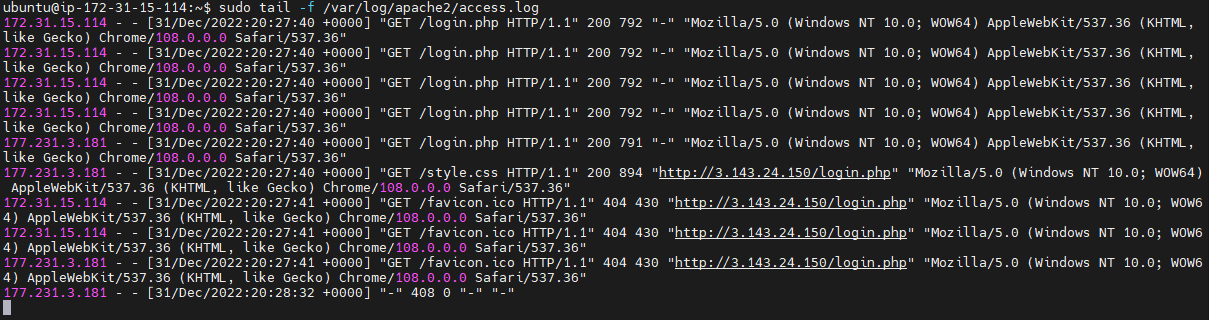 ubuntu@ip-172-31-15-114:~$ sudo tail -f /var/log/apache2/access.log
172.31.15.114 - - [31/Dec/2022:20:27:40 +0000] "GET /login.php HTTP/1.1" 200 792 "-" "Mozilla/5.0 (Windows NT 10.0; WOW64) AppleWebKit/537.36 (KHTML,
like Gecko) Chrome/108.0.0.0 Safari/537.36"
172.31.15.114 - - [31/Dec/2022:20:27:40 +0000] "GET /login.php HTTP/1.1" 200 792 "-" "Mozilla/5.0 (Windows NT 10.0; WOW64) AppleWebKit/537.36 (KHTML,
like Gecko) Chrome/108.0.0.0 Safari/537.36"
172.31.15.114 - - [31/Dec/2022:20:27:40 +0000] "GET /login.php HTTP/1.1" 200 792 "-" "Mozilla/5.0 (Windows NT 10.0; WOW64) AppleWebKit/537.36 (KHTML,
like Gecko) Chrome/108.0.0.0 Safari/537.36"
172.31.15.114 - - [31/Dec/2022:20:27:40 +0000] "GET /login.php HTTP/1.1" 200 792 "-" "Mozilla/5.0 (Windows NT 10.0; WOW64) AppleWebKit/537.36 (KHTML,
like Gecko) Chrome/108.0.0.0 Safari/537.36"
177.231.3.181 - - [31/Dec/2022:20:27:40 +0000] "GET /login.php HTTP/1.1" 200 791 "-" "Mozilla/5.0 (Windows NT 10.0; WOW64) AppleWebKit/537.36 (KHTML,
like Gecko) Chrome/108.0.0.0 Safari/537.36"
177.231.3.181 - - [31/Dec/2022:20:27:40 +0000] "GET /style.css HTTP/1.1" 200 894 "http://3.143.24.150/login.php" "Mozilla/5.0 (Windows NT 10.0; WOW64)
AppleWebKit/537.36 (KHTML, like Gecko) Chrome/108.0.0.0 Safari/537.36"
172.31.15.114 - - [31/Dec/2022:20:27:41 +0000] "GET /favicon.ico HTTP/1.1" 404 430 "http://3.143.24.150/login.php" "Mozilla/5.0 (Windows NT 10.0; WOW6
4) AppleWebKit/537.36 (KHTML, like Gecko) Chrome/108.0.0.0 Safari/537.36"
172.31.15.114 - - [31/Dec/2022:20:27:41 +0000] "GET /favicon.ico HTTP/1.1" 404 430 "http://3.143.24.150/login.php" "Mozilla/5.0 (Windows NT 10.0; WOW6
4) AppleWebKit/537.36 (KHTML, like Gecko) Chrome/108.0.0.0 Safari/537.36"
177.231.3.181 - - [31/Dec/2022:20:27:41 +0000] "GET /favicon.ico HTTP/1.1" 404 430 "http://3.143.24.150/login.php" "Mozilla/5.0 (Windows NT 10.0; WOW6
4) AppleWebKit/537.36 (KHTML, like Gecko) Chrome/108.0.0.0 Safari/537.36"
177.231.3.181 - - [31/Dec/2022:20:28:32 +0000] "-" 408 0 "-" "-"